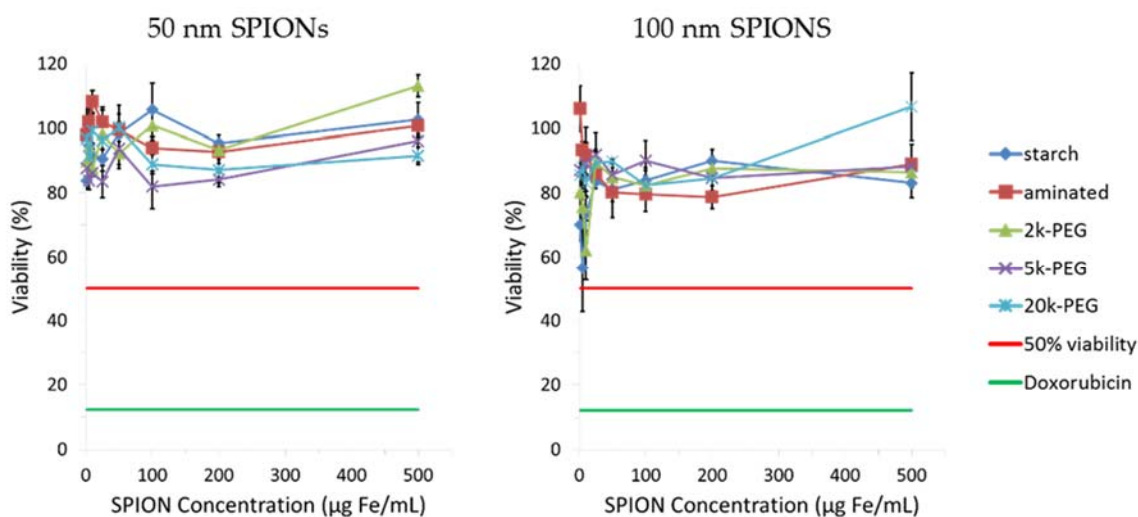 50 nm SPIONs
100 nm SPIONS
120
100
80
60
40
20
0
Viability (%)
0 100 200 300 400 500
SPION Concentration (µg Fe/mL)
120
100
80
60
40
20
0
Viability (%)
0 100 200 300 400 500
SPION Concentration (µg Fe/mL)
starch
aminated
2k-PEG
5k-PEG
20k-PEG
50% viability
Doxorubicin